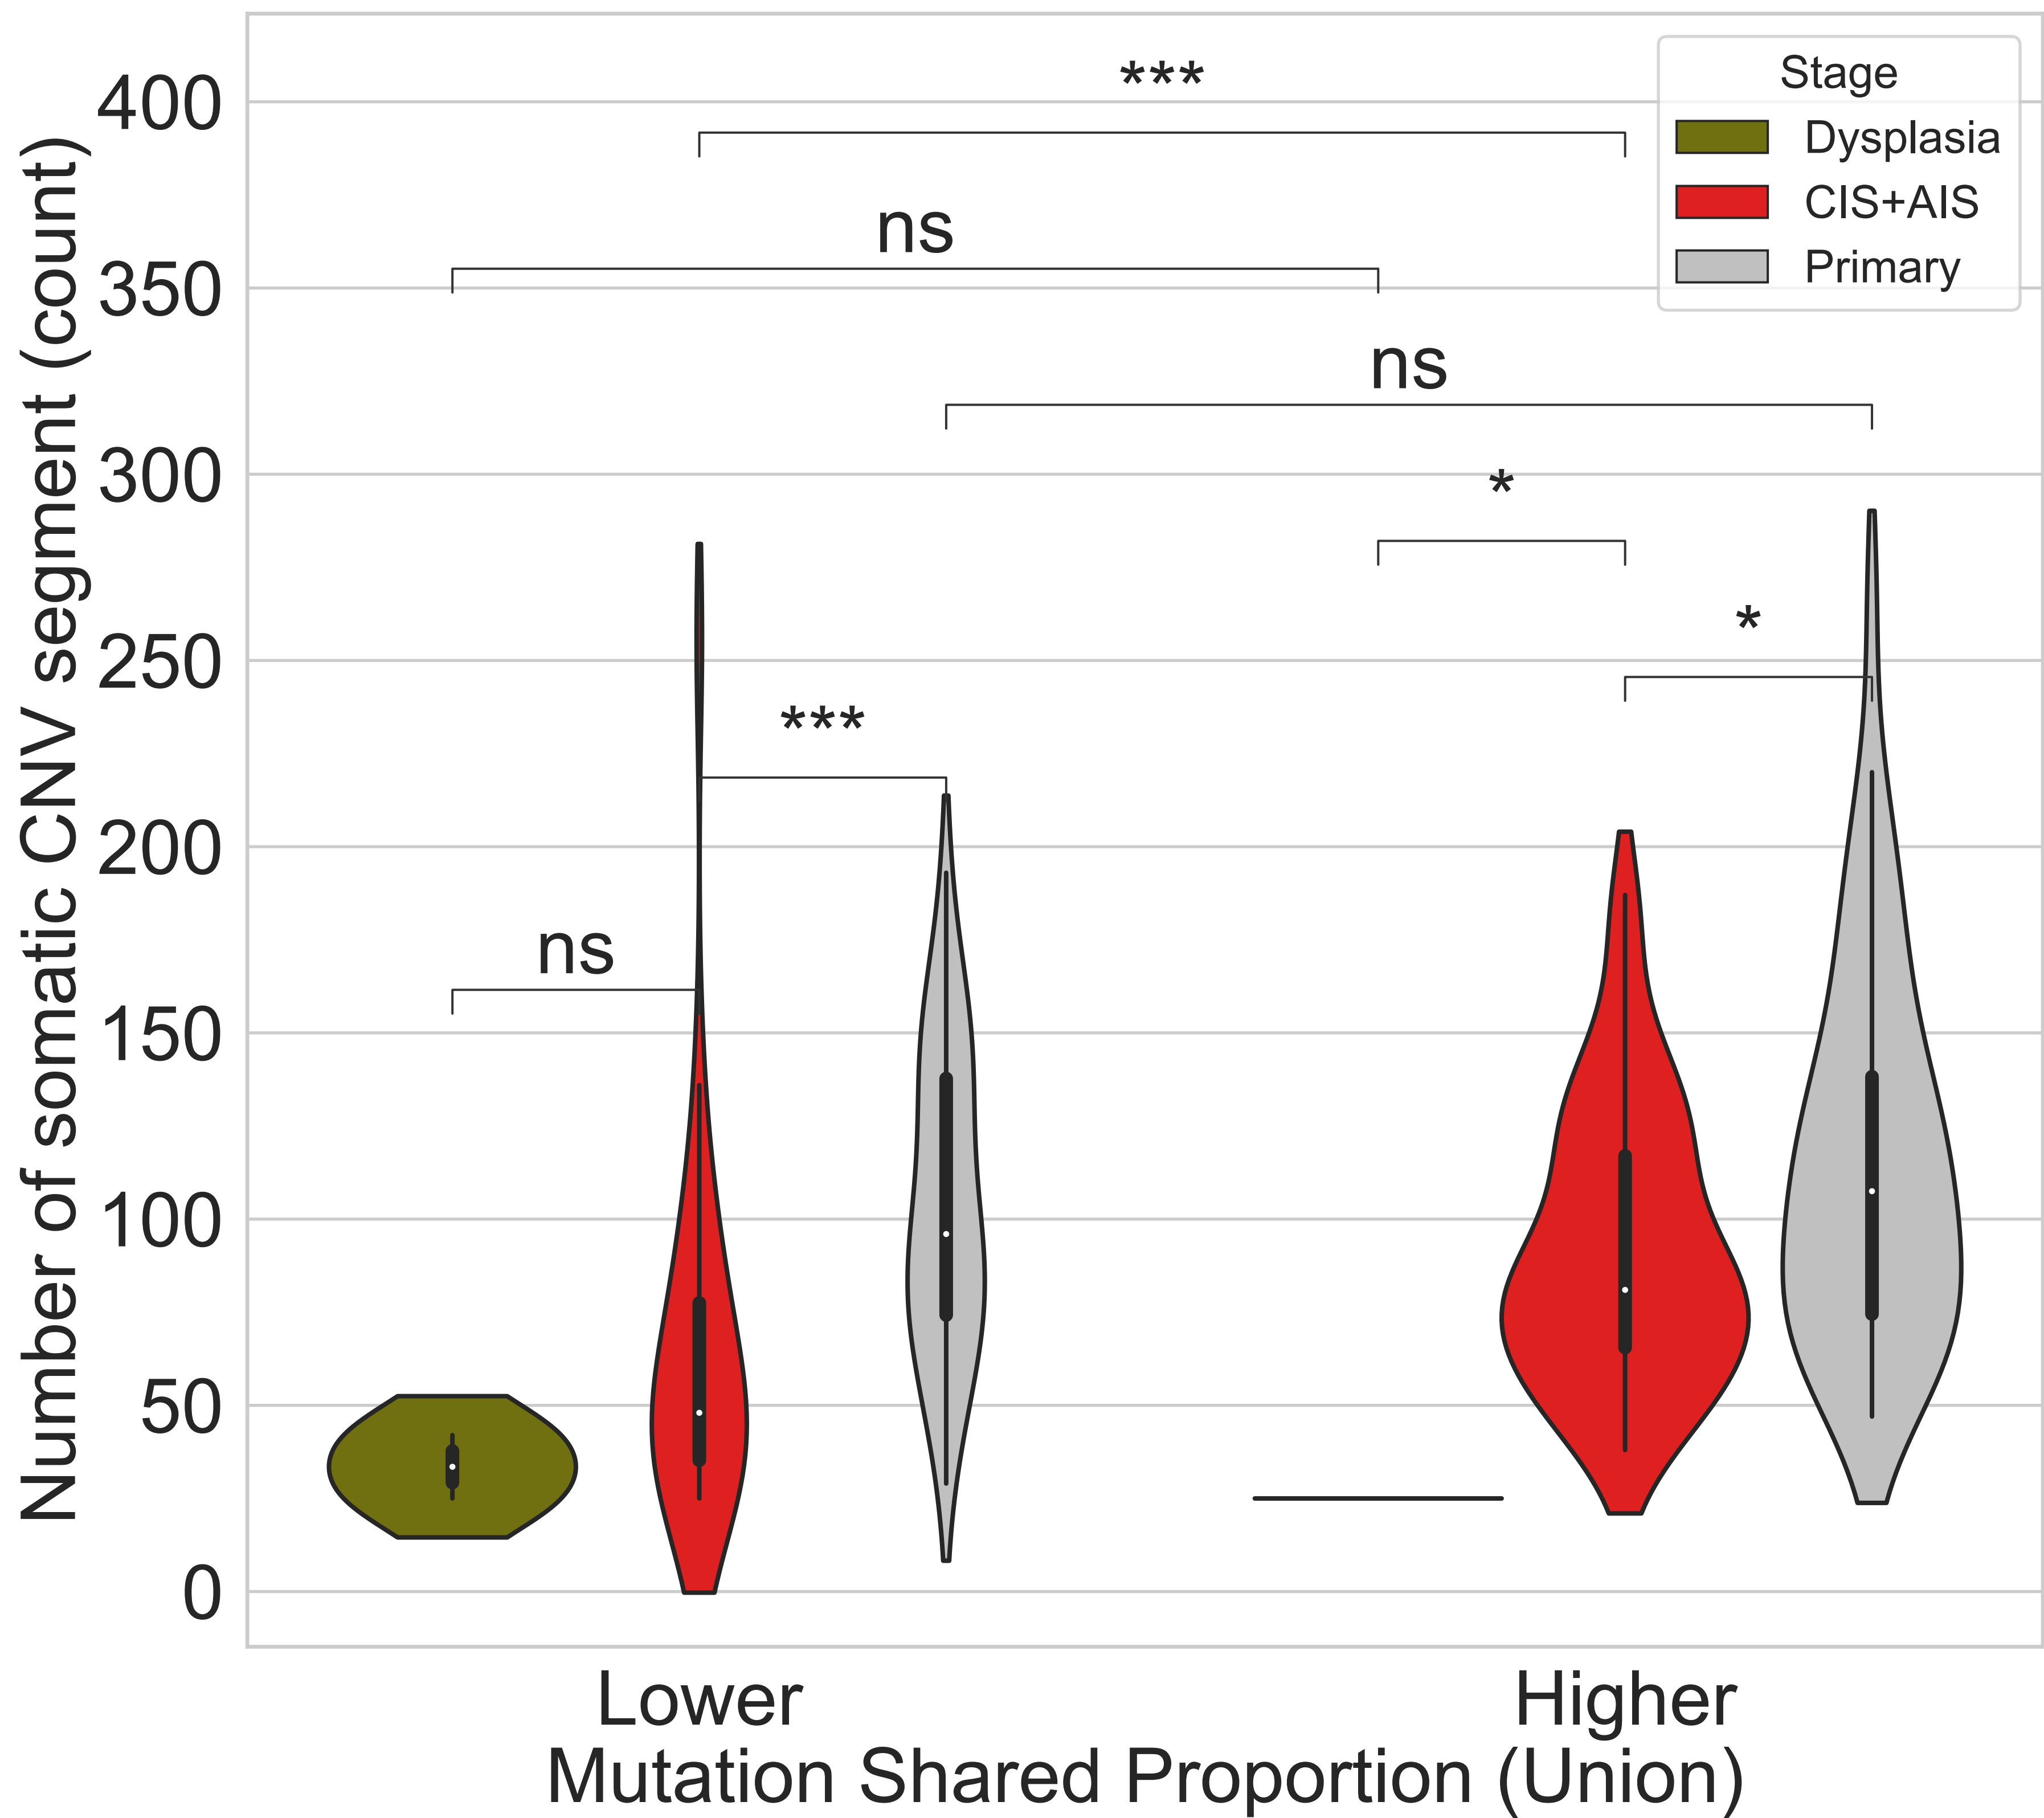 Number of somatic CNV segment (count)
400
350
300
250
200
150
100
50
0
***
ns
ns
*
*
***
ns
Stage
Dysplasia
CIS+AIS
Primary
Lower
Higher
Mutation Shared Proportion (Union)